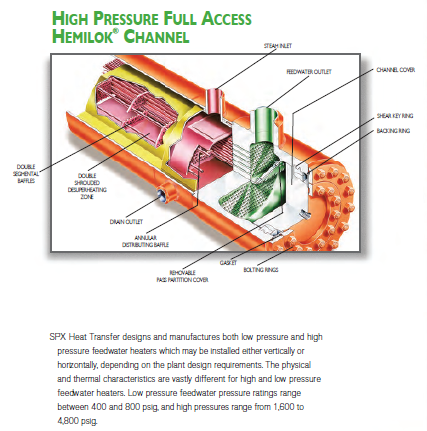 HIGH PRESSURE FULL ACCESS
HEMILOK® CHANNEL
STEAM INLET
FEEDWATER OUTLET
CHANNEL COVER
SHEAR KEY RING
BACKING RING
DOUBLE
SEGMENTAL
BAFFLES
DOUBLE
SHROUDED
DESUPERHEATING
ZONE
DRAIN OUTLET
ANNULAR
DISTRIBUTING BAFFLE
REMOVABLE
PASS PARTITION COVER
GASKET
BOLTING RINGS
SPX Heat Transfer designs and manufactures both low pressure and high
pressure feedwater heaters which may be installed either vertically or
horizontally, depending on the plant design requirements. The physical
and thermal characteristics are vastly different for high and low pressure
feedwater heaters. Low pressure feedwater pressure ratings range
between 400 and 800 psig, and high pressures range from 1,600 to
4,800 psig.